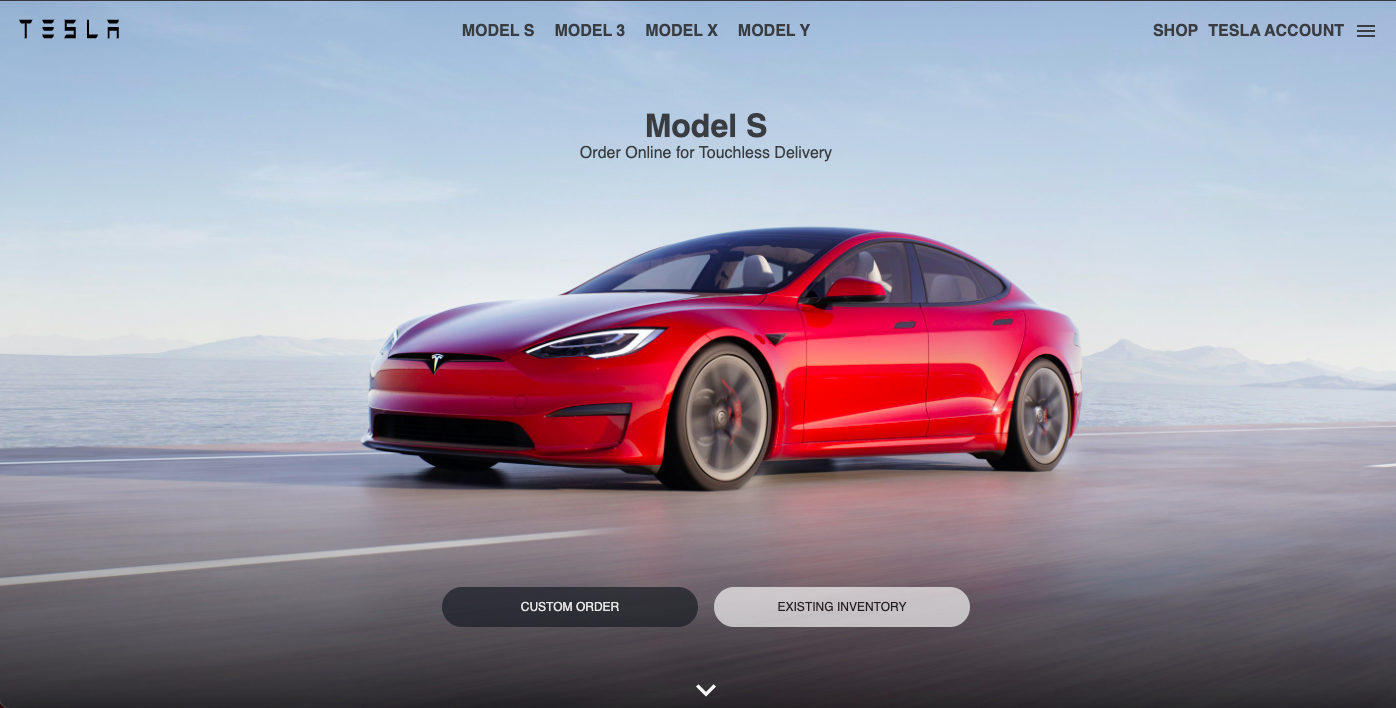 TESLA
MODEL S MODEL 3 MODEL X MODEL Y
SHOP TESLA ACCOUNT
Model S
Order Online for Touchless Delivery
CUSTOM ORDER
EXISTING INVENTORY